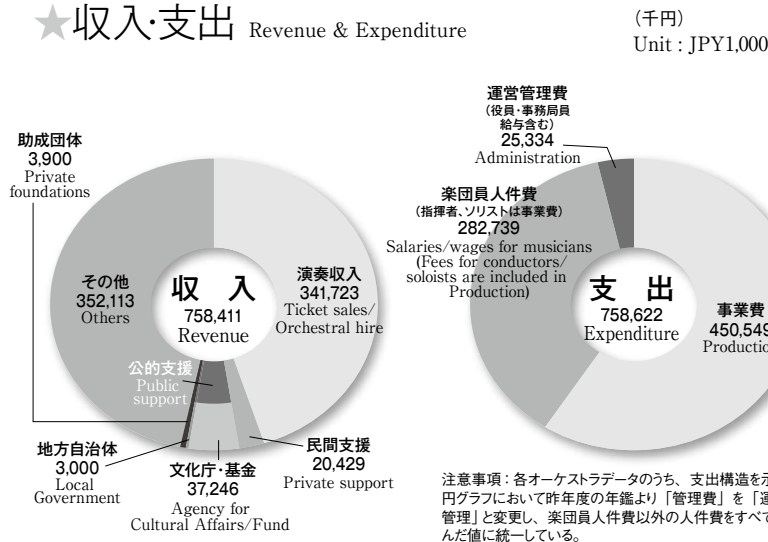 ★収入・支出 Revenue & Expenditure
(千円)
Unit : JPY1,000
助成団体
3,900
Private
foundations
その他
352,113
Others
収 入
758,411
Revenue
演奏収入
341,723
Ticket sales/
Orchestral hire
公的支援
Public
support
地方自治体
3,000
Local
Government
文化庁・基金
37,246
Agency for
Cultural Affairs/Fund
民間支援
20,429
Private support
運営管理費
(役員・事務局員
給与含む)
25,334
Administration
楽団員人件費
(指揮者、ソリストは事業費)
282,739
Salaries/wages for musicians
(Fees for conductors/
soloists are included in
Production)
支 出
758,622
Expenditure
事業費
450,549
Productio
注意事項:各オーケストラデータのうち、支出構造を示
円グラフにおいて昨年度の年鑑より「管理費」を「運
管理」と変更し、楽団員人件費以外の人件費をすべて
んだ値に統一している。